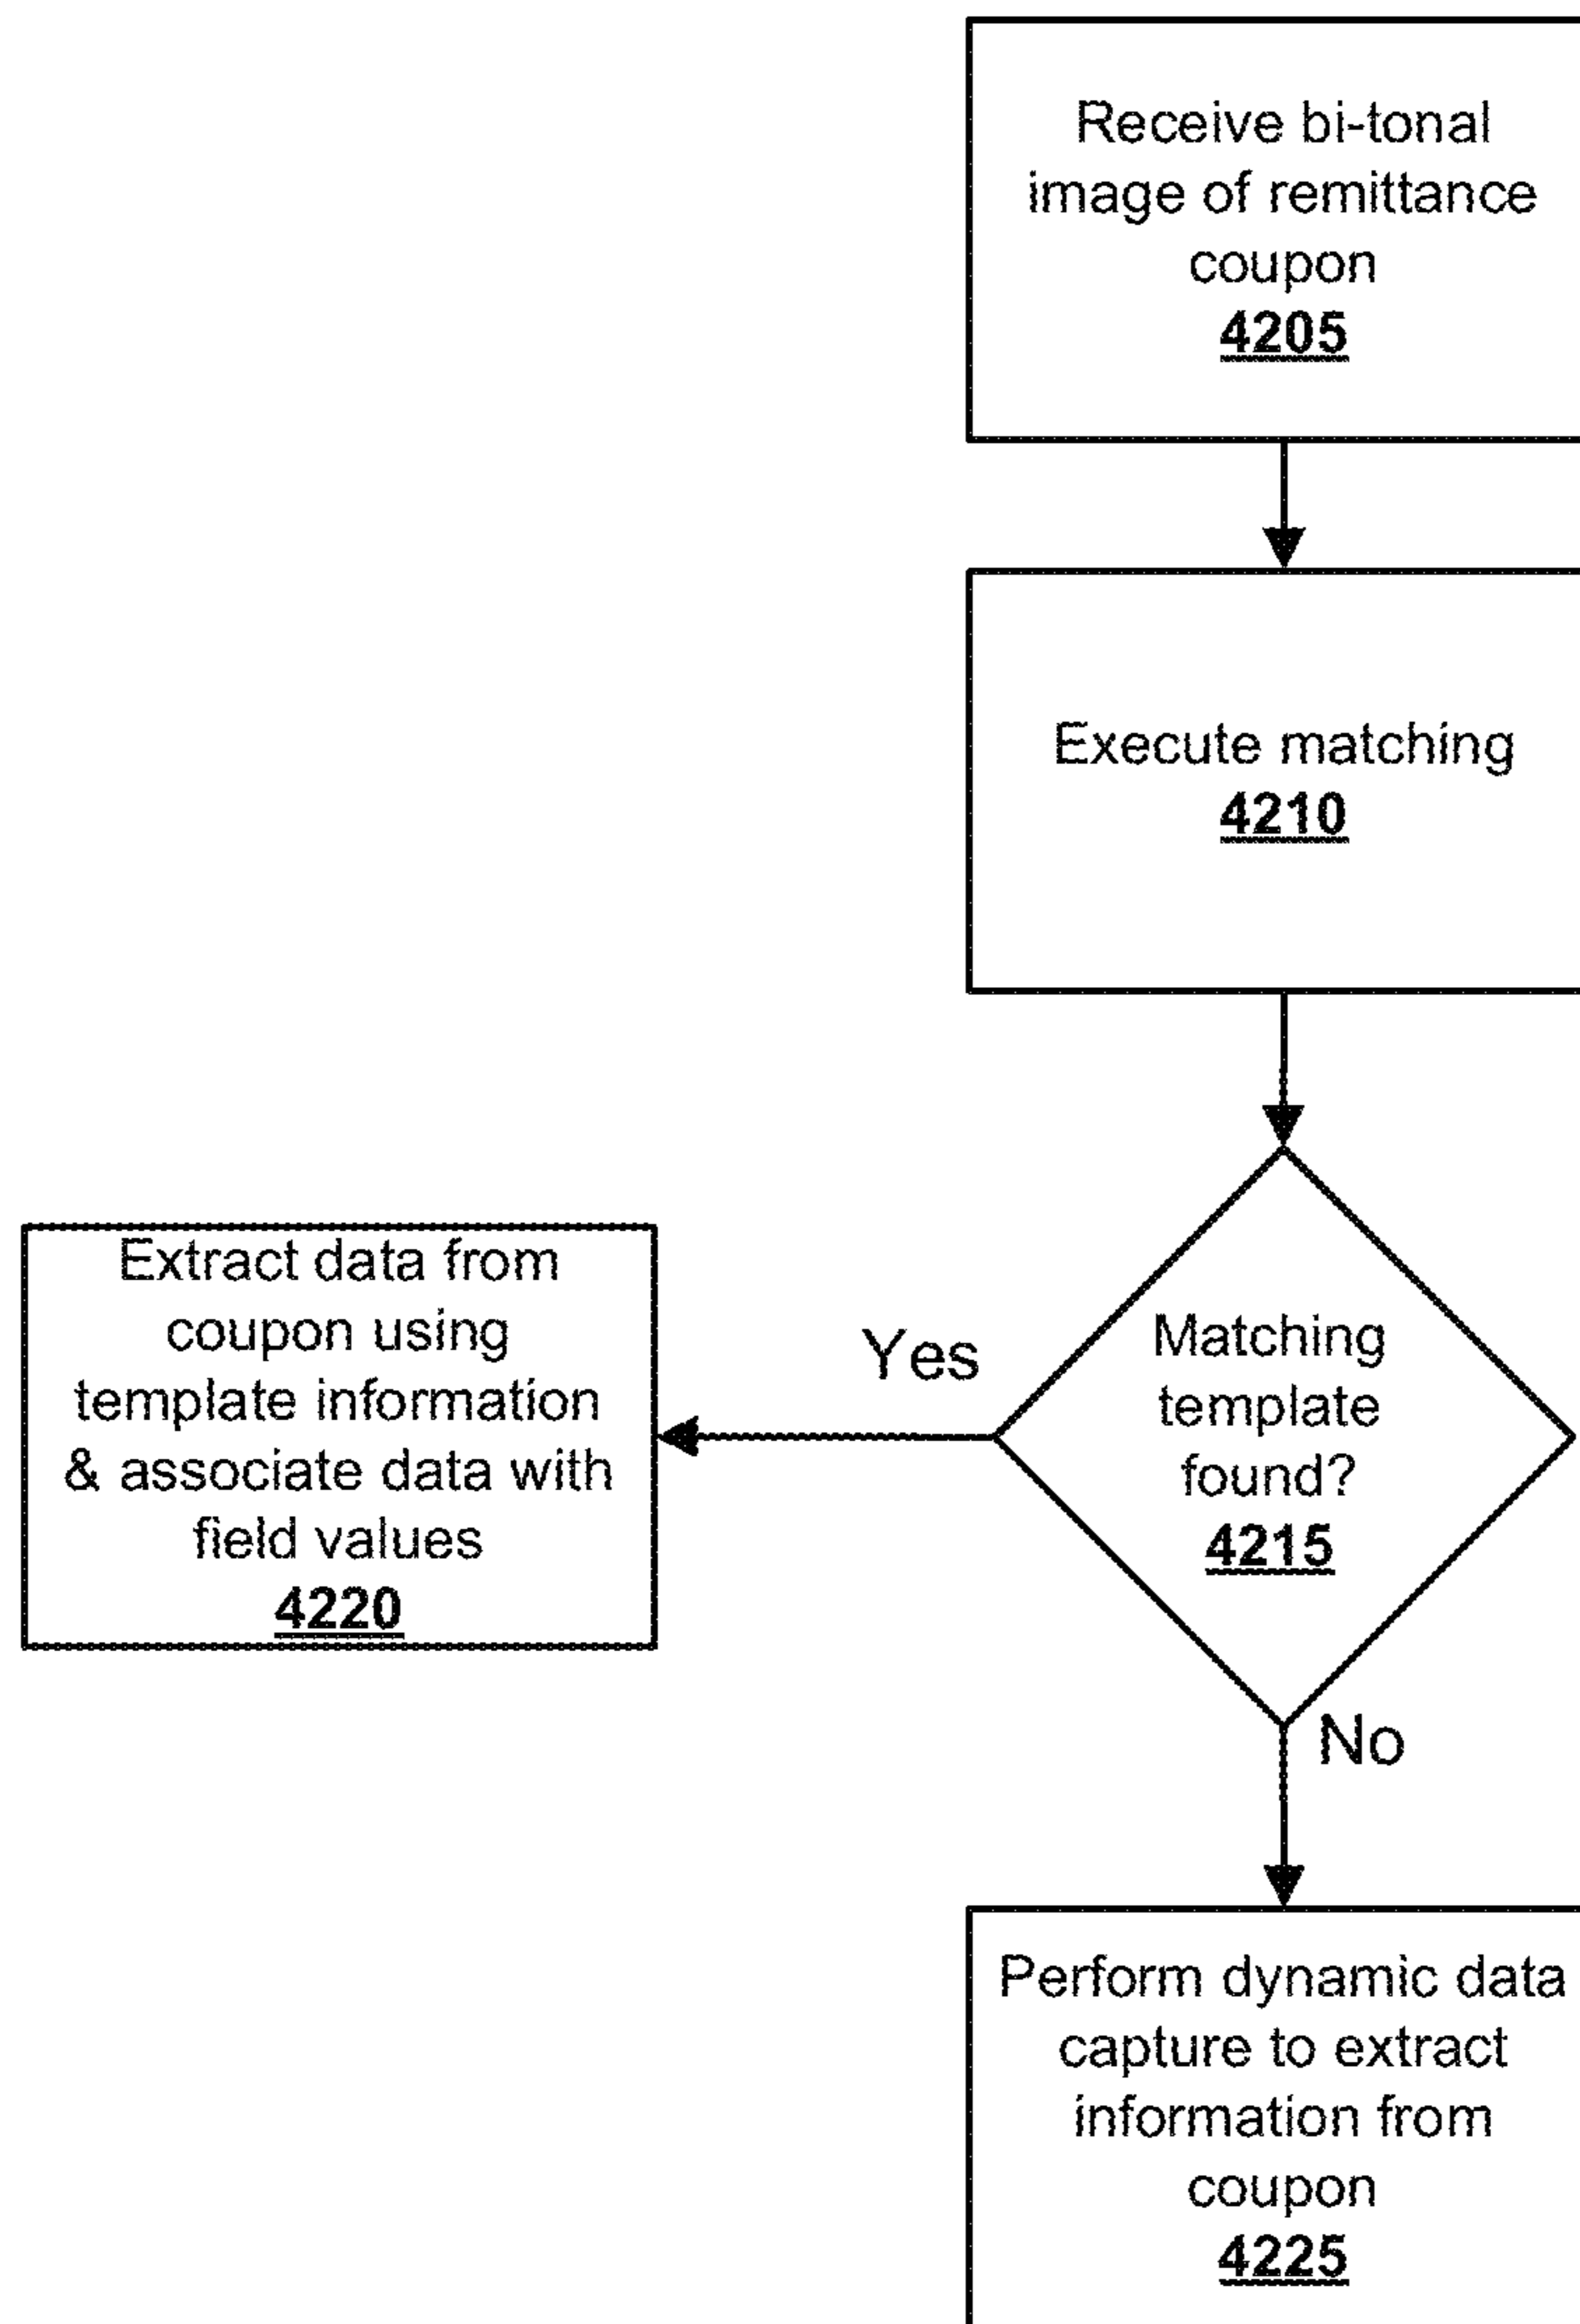 Receive bi-tonal
image of remittance
coupon
4205
Execute matching
4210
Matching
template
found?
4215
Yes
Extract data from
coupon using
template information
& associate data with
field values
4220
No
Perform dynamic data
capture to extract
information from
coupon
4225